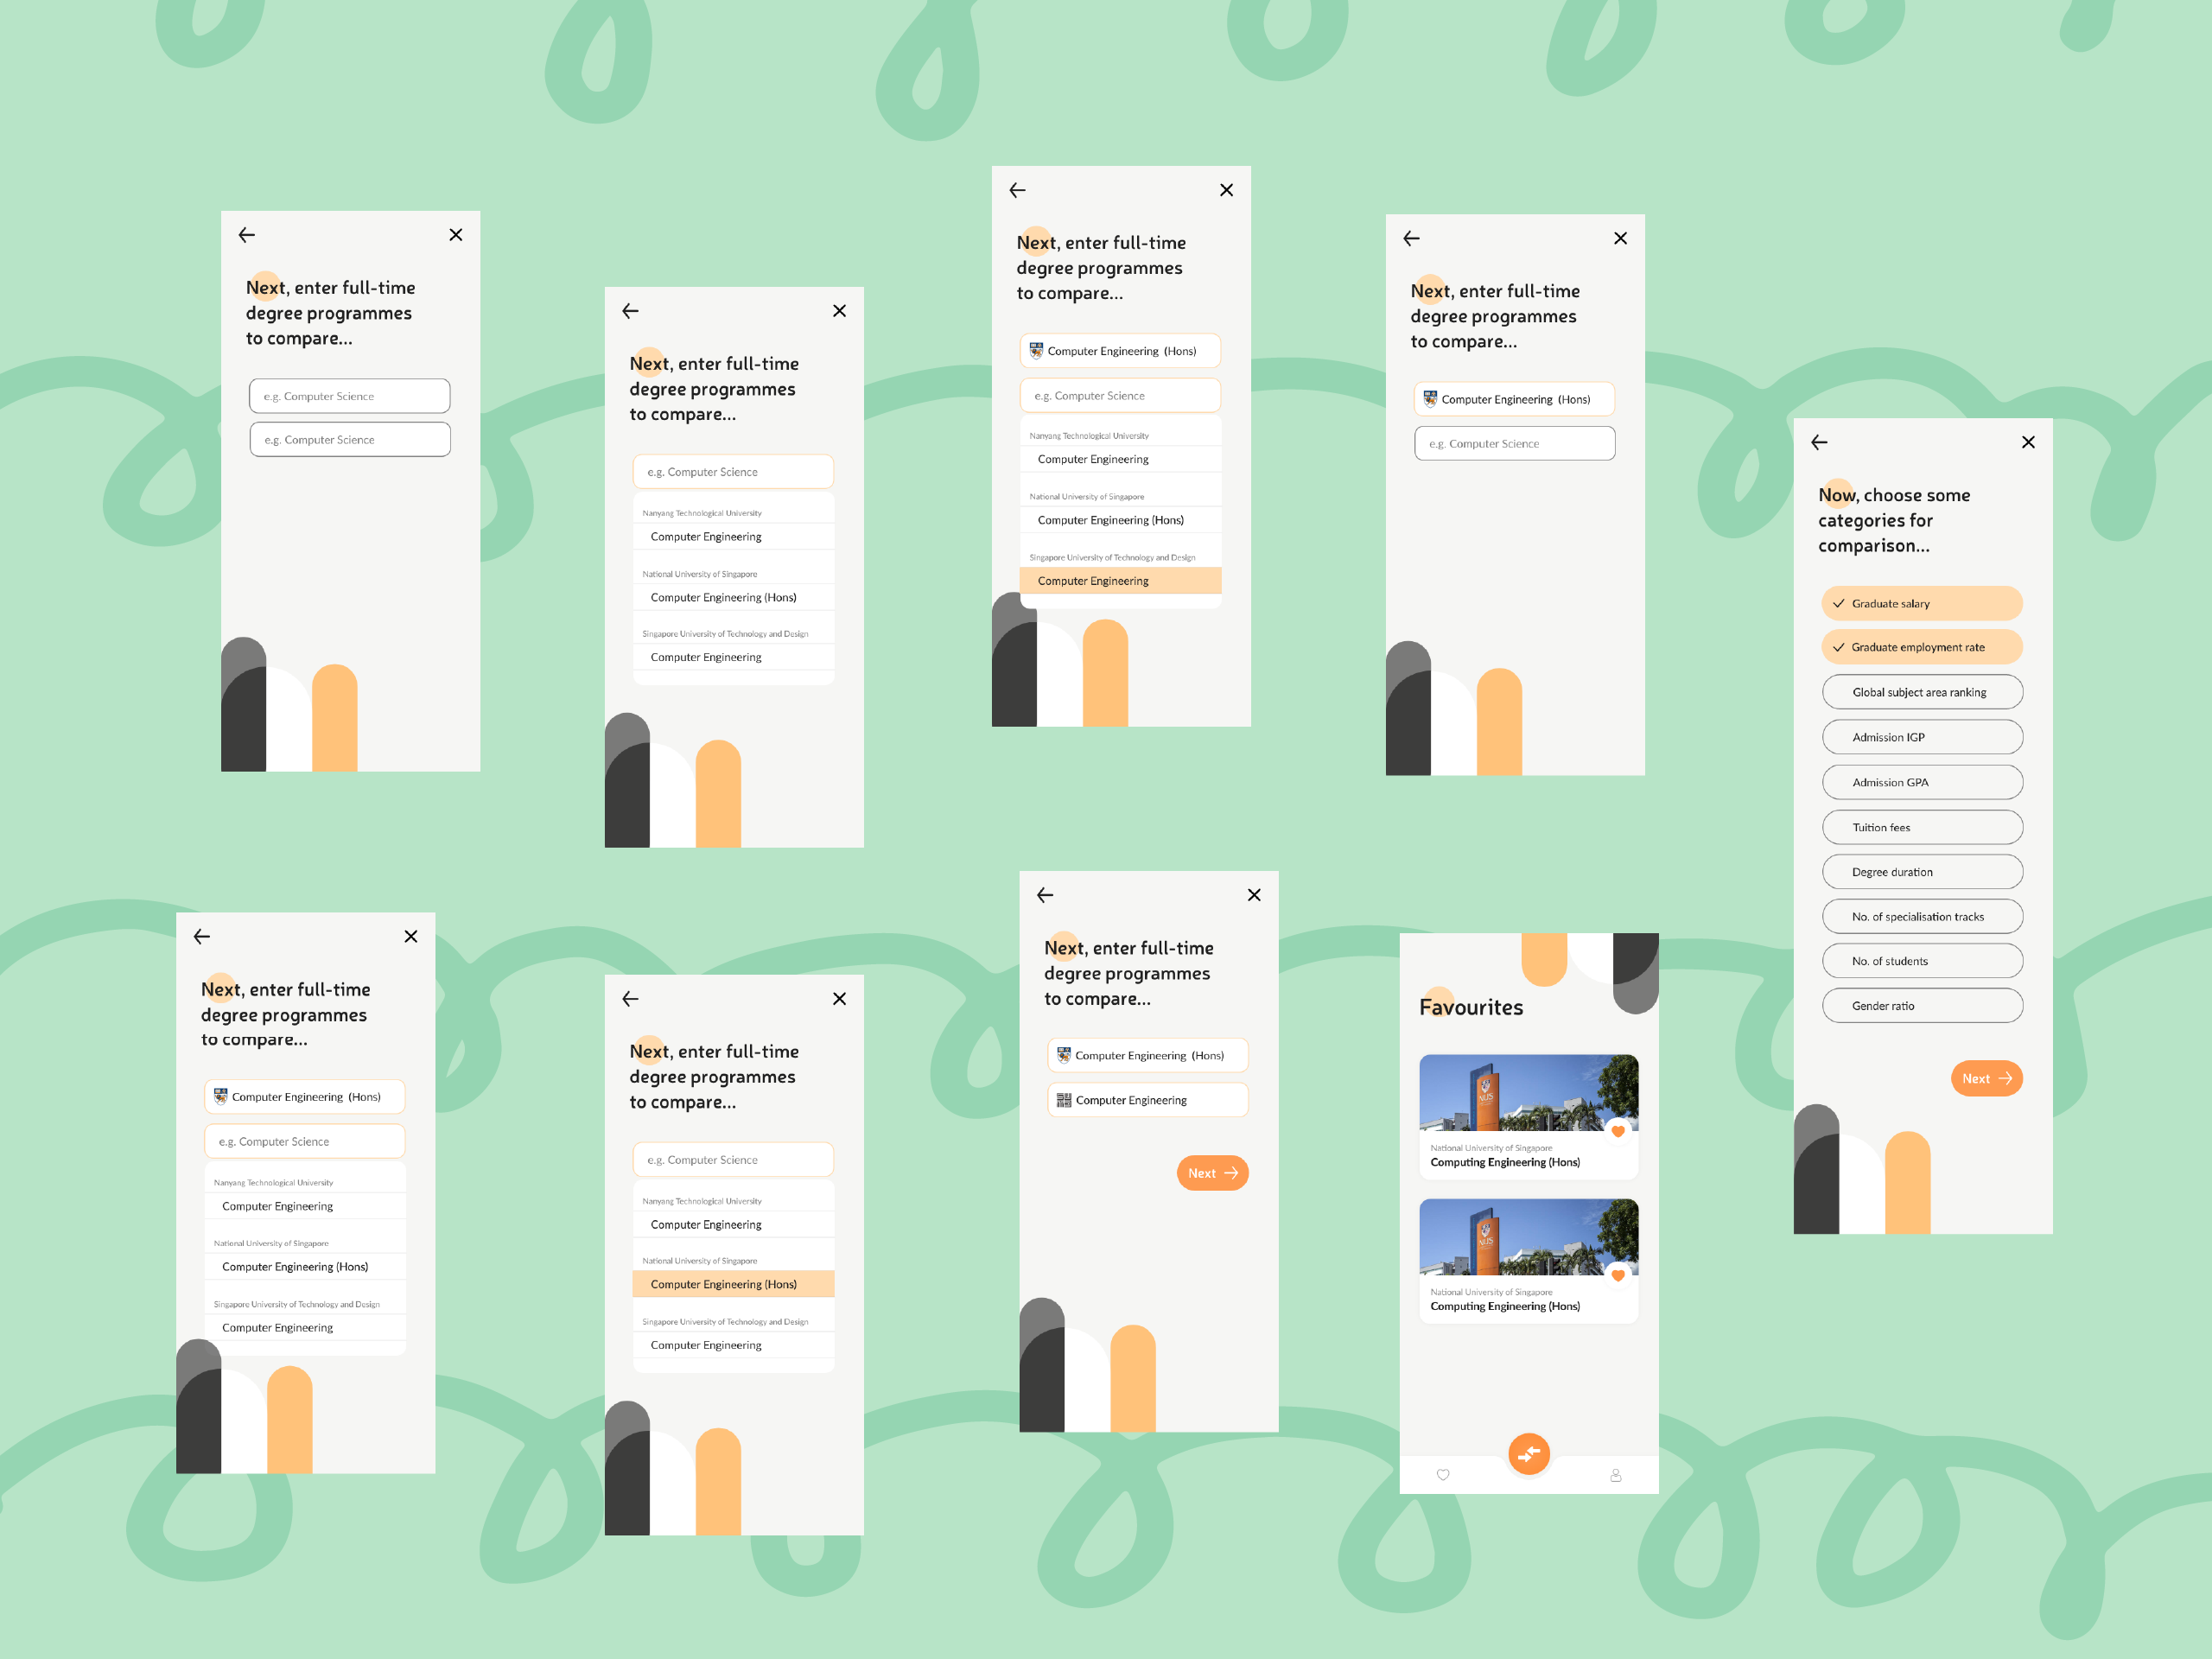 Next, enter full-time
degree programmes
to compare...
e.g. Computer Science
e.g. Computer Science
Next, enter full-time
degree programmes
to compare...
e.g. Computer Science
Nanyang Technological University
Computer Engineering
National University of Singapore
Computer Engineering (Hons)
Singapore University of Technology and Design
Computer Engineering
Next, enter full-time
degree programmes
to compare...
Computer Engineering (Hons)
e.g. Computer Science
Nanyang Technological University
Computer Engineering
National University of Singapore
Computer Engineering (Hons)
Singapore University of Technology and Design
Computer Engineering
Next, enter full-time
degree programmes
to compare...
Computer Engineering (Hons)
e.g. Computer Science
Now, choose some
categories for
comparison...
Graduate salary
Graduate employment rate
Global subject area ranking
Admission IGP
Admission GPA
Tuition fees
Degree duration
No. of specialisation tracks
No. of students
Gender ratio
Next
Next, enter full-time
degree programmes
to compare...
Computer Engineering (Hons)
e.g. Computer Science
Nanyang Technological University
Computer Engineering
National University of Singapore
Computer Engineering (Hons)
Singapore University of Technology and Design
Computer Engineering
Next, enter full-time
degree programmes
to compare...
e.g. Computer Science
Nanyang Technological University
Computer Engineering
National University of Singapore
Computer Engineering (Hons)
Singapore University of Technology and Design
Computer Engineering
Next, enter full-time
degree programmes
to compare...
Computer Engineering (Hons)
Computer Engineering
Next
Favourites
NUS
National University of Singapore
Computing Engineering (Hons)
NUS
National University of Singapore
Computing Engineering (Hons)